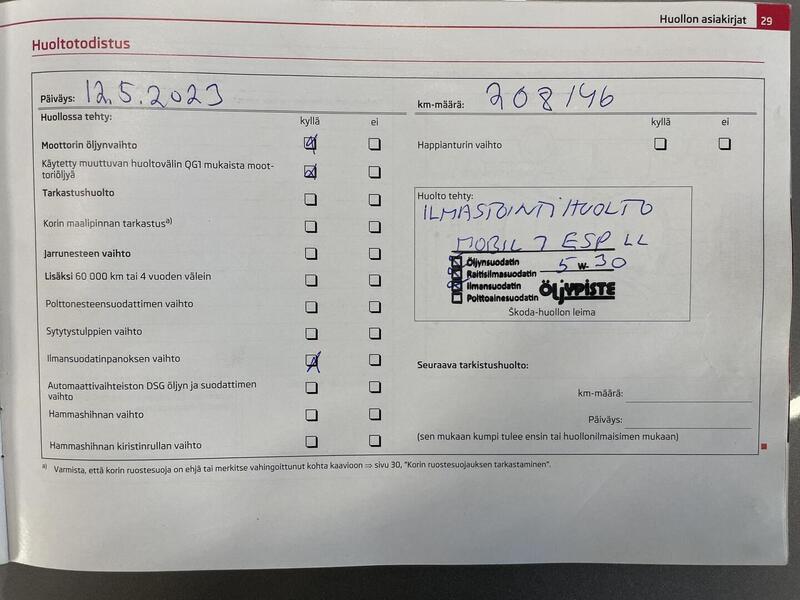 Huollon asiakirjat 29
Huoltotodistus
Päiväys: 12.5.2023
Huollossa tehty:
kyllä ei
Moottorin öljynvaihto
Käytetty muuttuvan huoltovälin QG1 mukaista moot-
toriöljyä
Tarkastushuolto
Korin maalipinnan tarkastus a)
Jarrunesteen vaihto
Lisäksi 60 000 km tai 4 vuoden välein
Polttonesteensuodattimen vaihto
Sytytystulppien vaihto
Ilmansuodatinpanoksen vaihto
Automaattivaihteiston DSG öljyn ja suodattimen
vaihto
Hammashihnan vaihto
Hammashihnan kiristinrullan vaihto
km-määrä: 208146
kyllä ei
Happianturin vaihto
Huolto tehty:
ILMASTOINTIHUOLTO
MOBIL 1 ESP LL
Öljynsuodatin
Raitisilmasuodatin 5 W- 30
Ilmansuodatin
Polttoainesuodatin ÖLJYPISTE
Škoda-huollon leima
Seuraava tarkistushuolto:
km-määrä:
Päiväys:
(sen mukaan kumpi tulee ensin tai huollonilmaisimen mukaan)
a) Varmista, että korin ruostesuoja on ehjä tai merkitse vahingoittunut kohta kaavioon ⇒ sivu 30, "Korin ruostesuojauksen tarkastaminen".